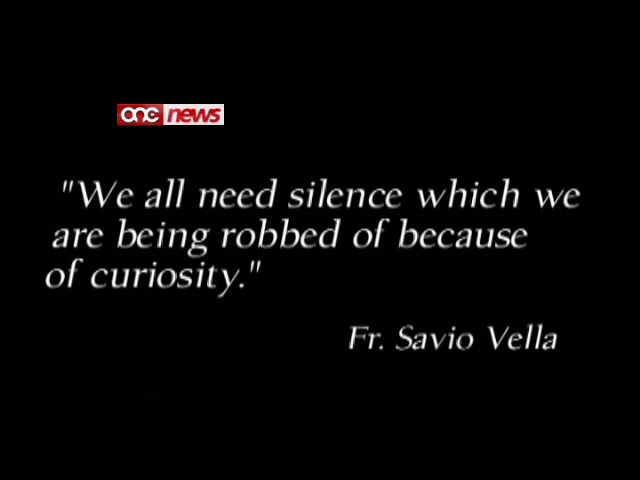 one news
"We all need silence which we
are being robbed of because
of curiosity."
Fr. Savio Vella